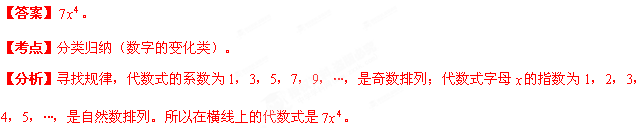 【答案】7x⁴。
【考点】分类归纳（数字的变化类）。
【分析】寻找规律，代数式的系数为1，3，5，7，9，…，是奇数排列；代数式字母x的指数为1，2，3，
4，5，…，是自然数排列。所以在横线上的代数式是7x⁴。